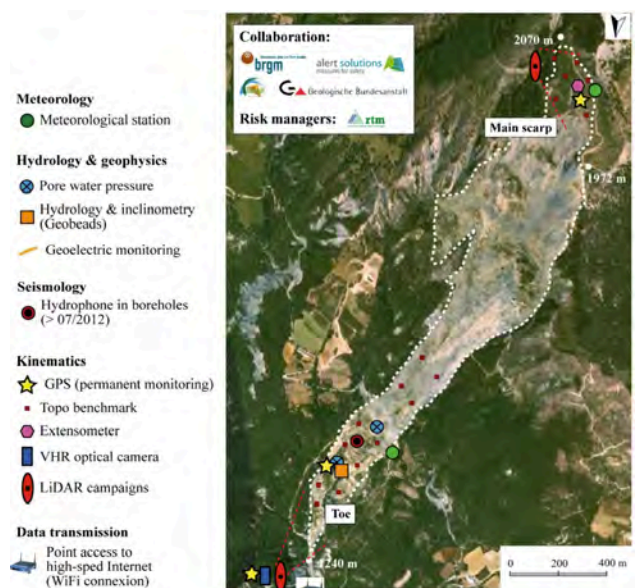 Meteorology
Meteorological station
Hydrology & geophysics
Pore water pressure
Hydrology & inclinometry
(Geobeads)
Geoelectric monitoring
Seismology
Hydrophone in boreholes
(> 07/2012)
Kinematics
GPS (permanent monitoring)
Topo benchmark
Extensometer
VHR optical camera
LiDAR campaigns
Data transmission
Point access to
high-sped Internet
(WiFi connexion)
Collaboration:
brgm
alert solutions
measures for safety
Geologische Bundesanstalt
Risk managers: rtm
2070 m
Main scarp
1972 m
Toe
1240 m
0 200 400 m